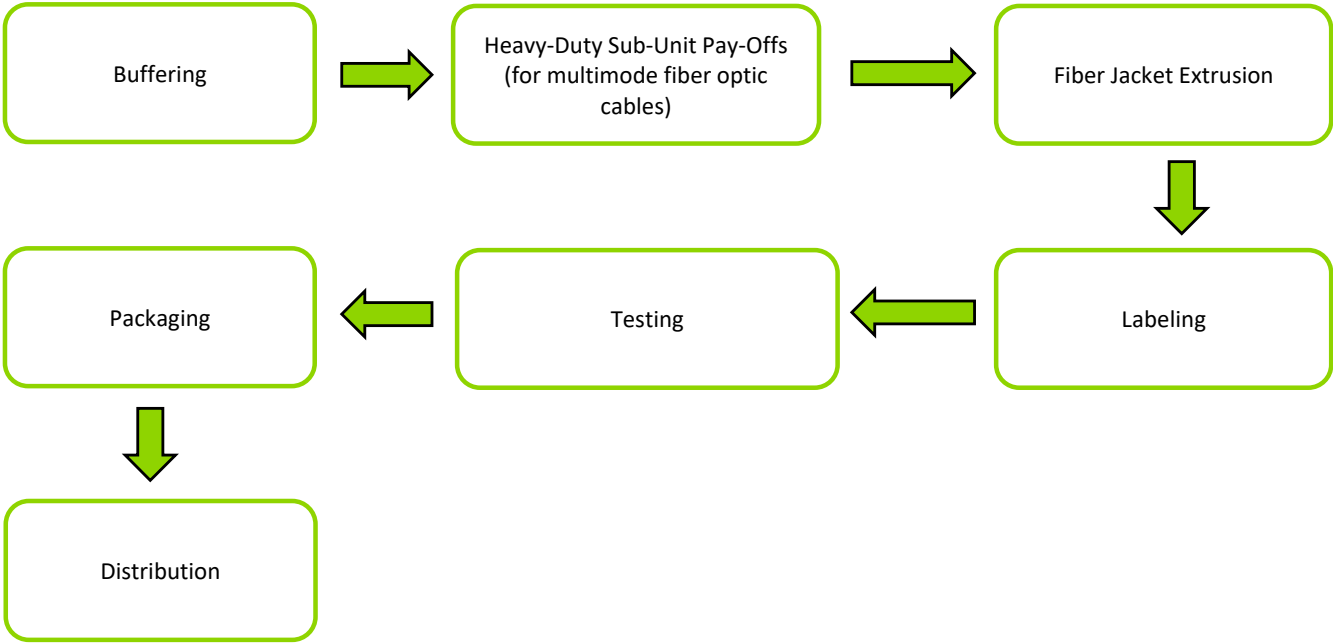 Buffering
Heavy-Duty Sub-Unit Pay-Offs
(for multimode fiber optic
cables)
Fiber Jacket Extrusion
Labeling
Testing
Packaging
Distribution